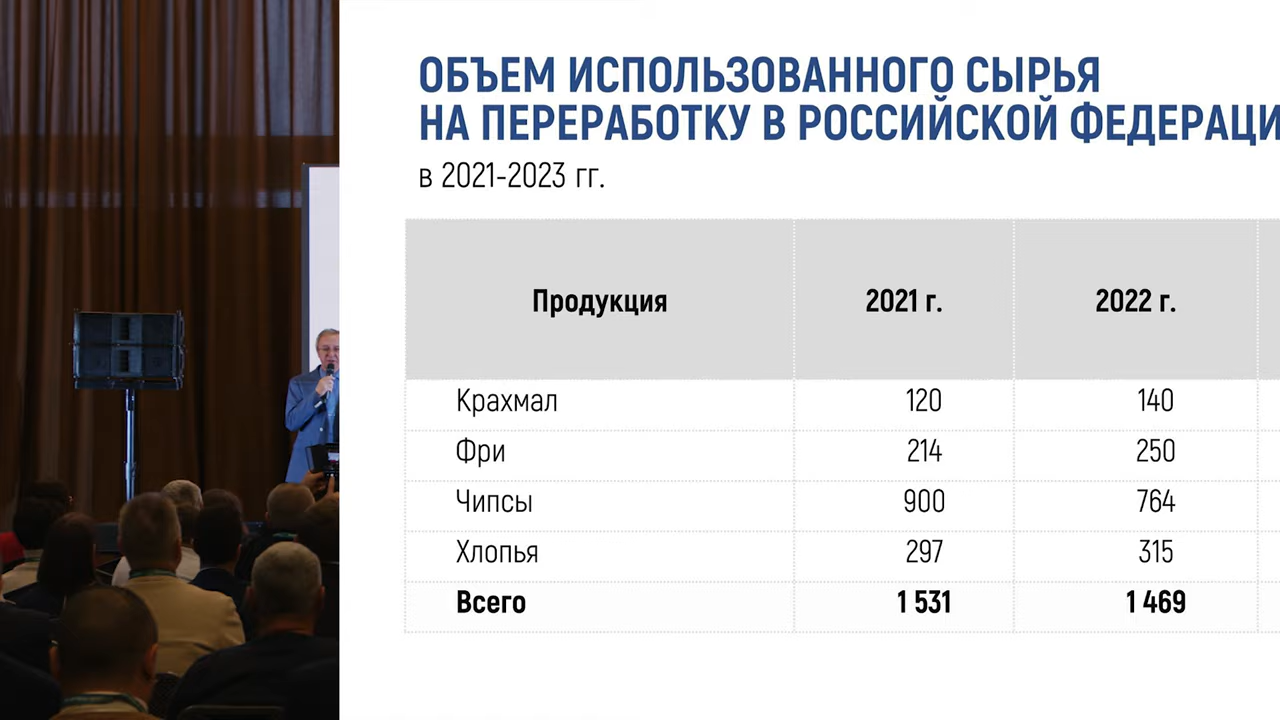 ОБЪЕМ ИСПОЛЬЗОВАННОГО СЫРЬЯ
НА ПЕРЕРАБОТКУ В РОССИЙСКОЙ ФЕДЕРАЦИ
в 2021-2023 гг.
Продукция 2021 г. 2022 г.
Крахмал 120 140
Фри 214 250
Чипсы 900 764
Хлопья 297 315
Всего 1 531 1 469